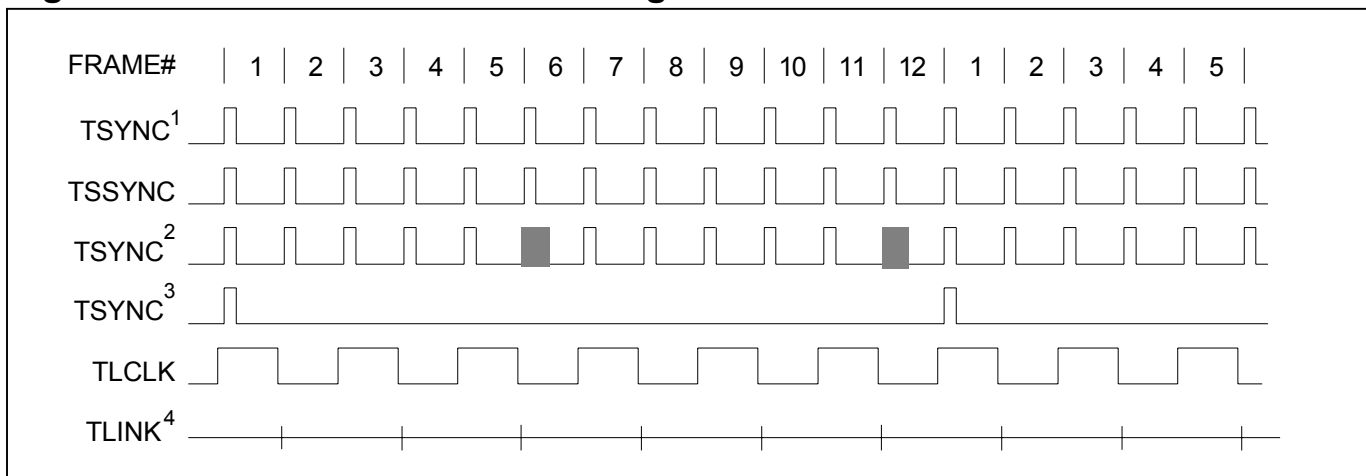 FRAME# 1 2 3 4 5 6 7 8 9 10 11 12 1 2 3 4 5
TSYNC¹
TSSYNC
TSYNC²
TSYNC³
TLCLK
TLINK⁴